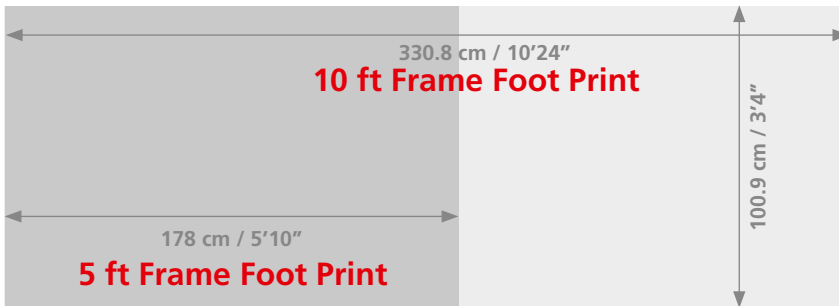 330.8 cm / 10’24”
10 ft Frame Foot Print
100.9 cm / 3’4”
178 cm / 5’10”
5 ft Frame Foot Print